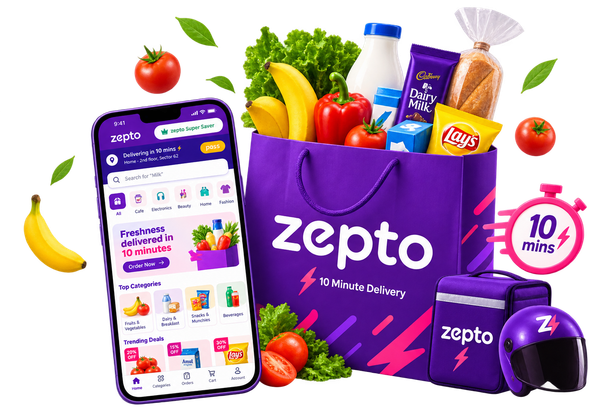 9:41
zepto
zepto Super Saver
Delivering in 10 mins
Home - 2nd floor, Sector 62
pass
Search for "Milk"
All
Cafe
Electronics
Beauty
Home
Fashion
Freshness
delivered in
10 minutes
Order Now →
Top Categories
Fruits &
Vegetables
Dairy &
Breakfast
Snacks &
Munchies
Beverages
Trending Deals
20%
OFF
15%
OFF
30%
OFF
Amul
Lay's
Home
Categories
Orders
Cart
Account
Cadbury
Dairy
Milk
Lay's
zepto
10 Minute Delivery
10
mins
zepto
Z